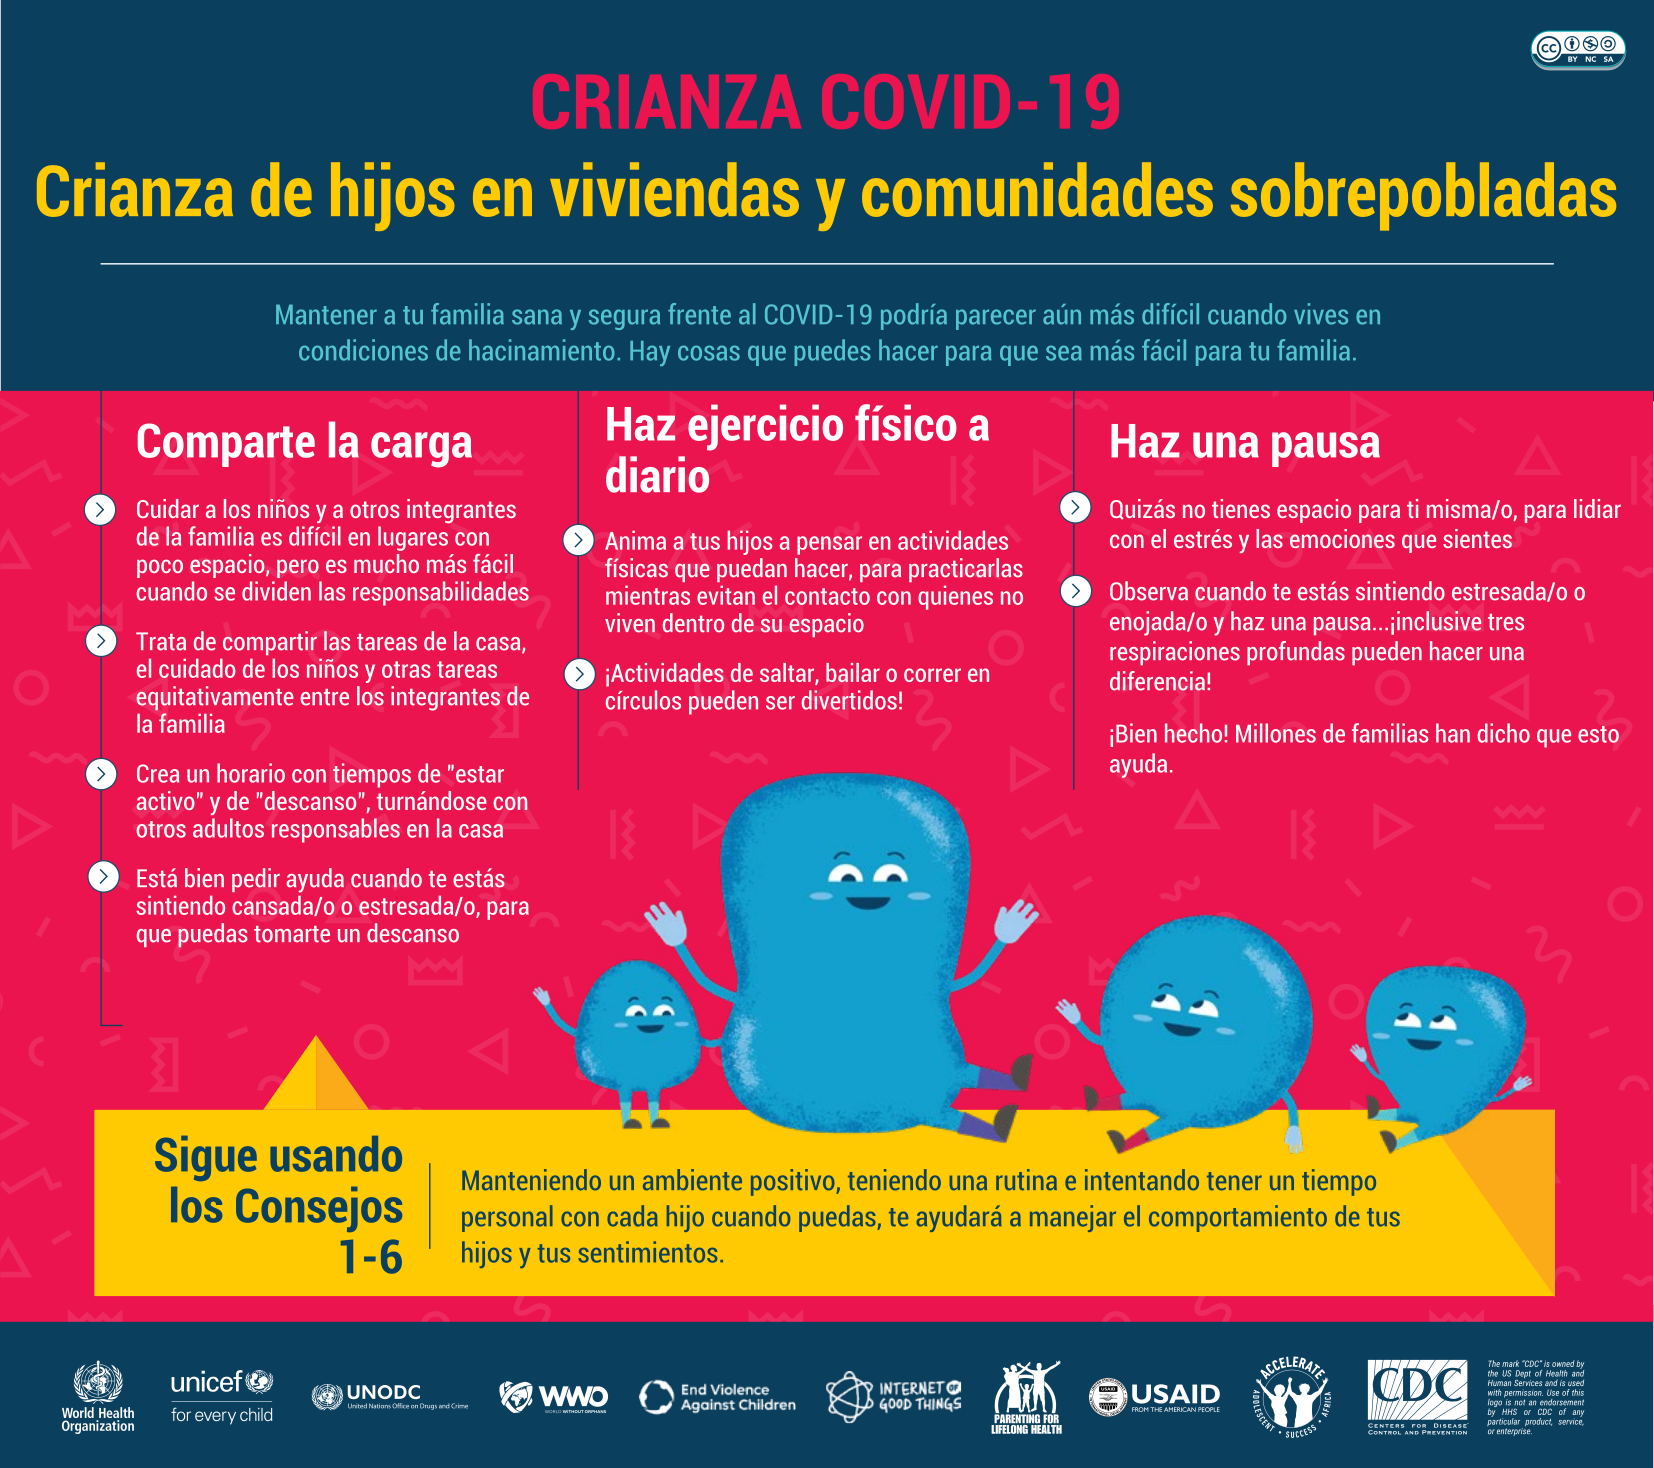 CC BY NC SA
CRIANZA COVID-19
Crianza de hijos en viviendas y comunidades sobrepobladas
Mantener a tu familia sana y segura frente al COVID-19 podría parecer aún más difícil cuando vives en
condiciones de hacinamiento. Hay cosas que puedes hacer para que sea más fácil para tu familia.
Comparte la carga
Cuidar a los niños y a otros integrantes
de la familia es difícil en lugares con
poco espacio, pero es mucho más fácil
cuando se dividen las responsabilidades
Trata de compartir las tareas de la casa,
el cuidado de los niños y otras tareas
equitativamente entre los integrantes de
la familia
Crea un horario con tiempos de "estar
activo" y de "descanso", turnándose con
otros adultos responsables en la casa
Está bien pedir ayuda cuando te estás
sintiendo cansada/o o estresada/o, para
que puedas tomarte un descanso
Haz ejercicio físico a
diario
Anima a tus hijos a pensar en actividades
físicas que puedan hacer, para practicarlas
mientras evitan el contacto con quienes no
viven dentro de su espacio
¡Actividades de saltar, bailar o correr en
círculos pueden ser divertidos!
Haz una pausa
Quizás no tienes espacio para ti misma/o, para lidiar
con el estrés y las emociones que sientes
Observa cuando te estás sintiendo estresada/o o
enojada/o y haz una pausa...¡inclusive tres
respiraciones profundas pueden hacer una
diferencia!
¡Bien hecho! Millones de familias han dicho que esto
ayuda.
Sigue usando
los Consejos
1-6
Manteniendo un ambiente positivo, teniendo una rutina e intentando tener un tiempo
personal con cada hijo cuando puedas, te ayudará a manejar el comportamiento de tus
hijos y tus sentimientos.
World Health
Organization
unicef
for every child
UNODC
United Nations Office on Drugs and Crime
WWO
WORLD WITHOUT ORPHANS
End Violence
Against Children
INTERNET OF
GOOD THINGS
PARENTING FOR
LIFELONG HEALTH
USAID
USAID
FROM THE AMERICAN PEOPLE
ACCELERATE
ADOLESCENT • SUCCESS • AFRICA
CDC
CENTERS FOR DISEASE
CONTROL AND PREVENTION
The mark "CDC" is owned by
the US Dept of Health and
Human Services and is used
with permission. Use of this
logo is not an endorsement
by HHS or CDC of any
particular product, service,
or enterprise.